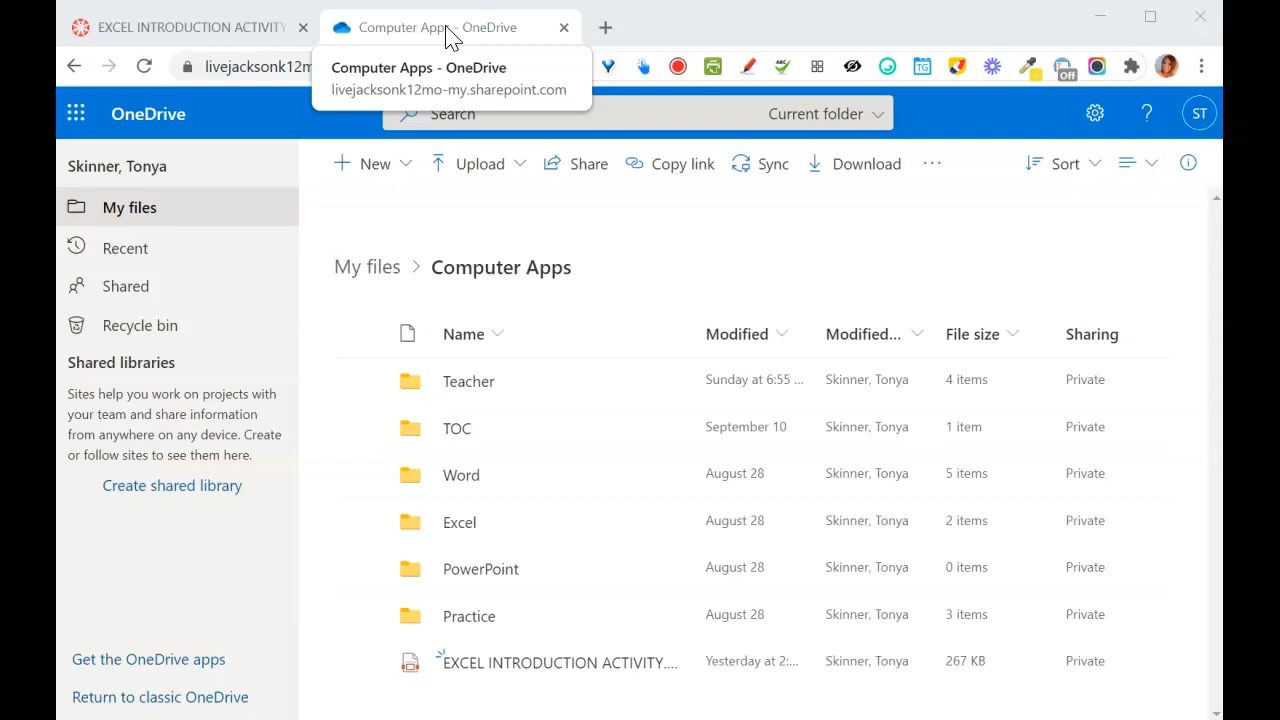 EXCEL INTRODUCTION ACTIVITY
Computer Apps - OneDrive
livejacksonk12m
Computer Apps - OneDrive
livejacksonk12mo-my.sharepoint.com
TG
Off
OneDrive
Search
Current folder
ST
Skinner, Tonya
New
Upload
Share
Copy link
Sync
Download
Sort
My files
Recent
Shared
Recycle bin
Shared libraries
Sites help you work on projects with
your team and share information
from anywhere on any device. Create
or follow sites to see them here.
Create shared library
Get the OneDrive apps
Return to classic OneDrive
My files > Computer Apps
Name Modified Modified... File size Sharing
Teacher Sunday at 6:55 ... Skinner, Tonya 4 items Private
TOC September 10 Skinner, Tonya 1 item Private
Word August 28 Skinner, Tonya 5 items Private
Excel August 28 Skinner, Tonya 2 items Private
PowerPoint August 28 Skinner, Tonya 0 items Private
Practice August 28 Skinner, Tonya 3 items Private
EXCEL INTRODUCTION ACTIVITY.... Yesterday at 2:... Skinner, Tonya 267 KB Private